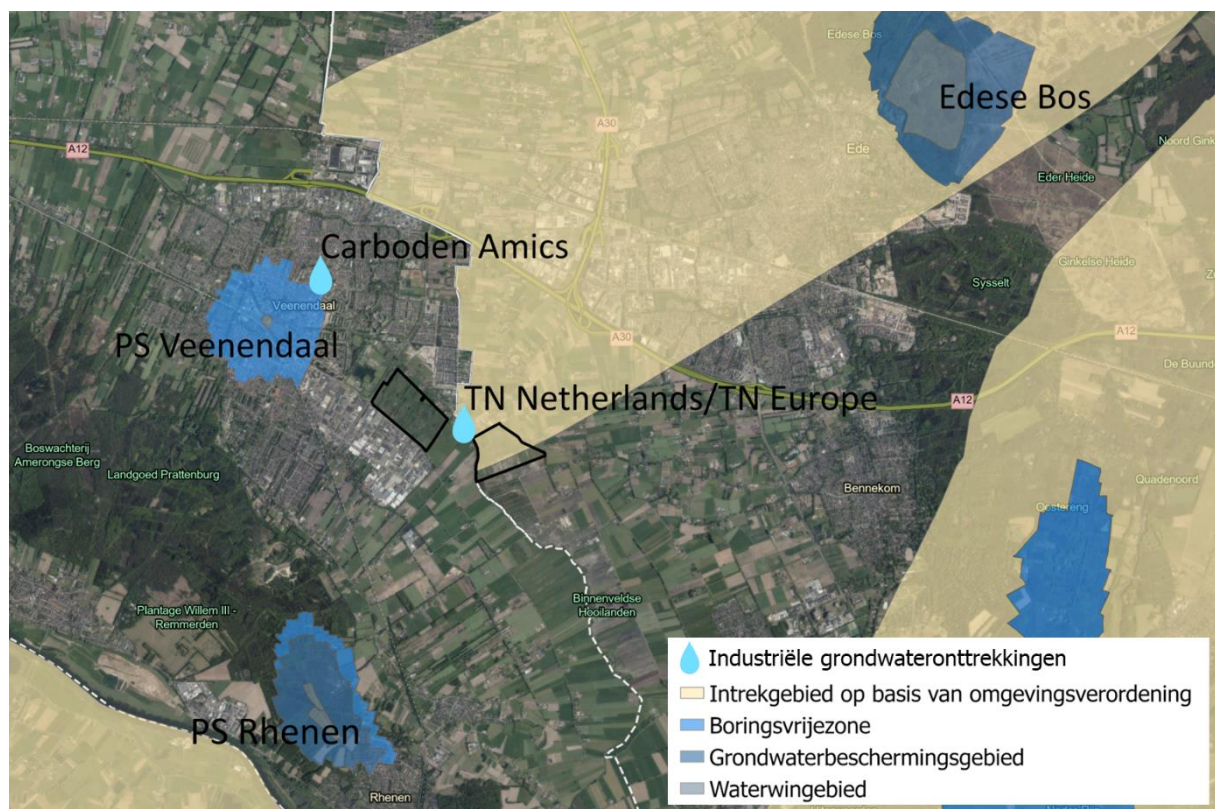 Edese Bos
Edese Bos
A30
Noord Ginkel
A12
Ede
Eder Heide
Carboden Amics
Ginkelse Heide
Sysselt
Veenendaal
PS Veenendaal
A30
A12
De Buunde
TN Netherlands/TN Europe
A12
Boswachterij
Amerongse Berg
Landgoed Prattenburg
Bennekom
Quadenoord
Oostereng
Plantage Willem III -
Remmerden
Binnenveldse
Hooilanden
Industriële grondwateronttrekkingen
Intrekgebied op basis van omgevingsverordening
PS Rhenen
Boringsvrijezone
Grondwaterbeschermingsgebied
Waterwingebied
Rhenen